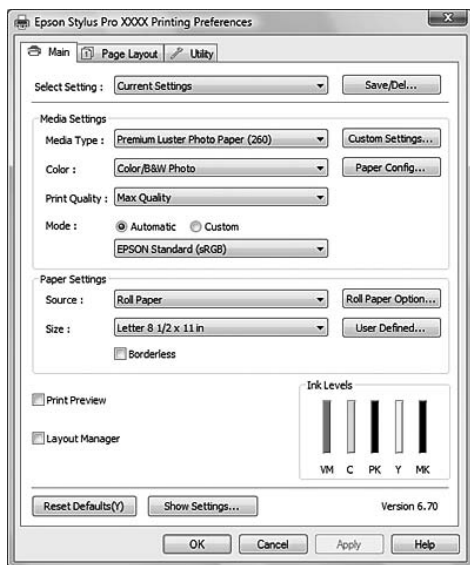 Epson Stylus Pro XXXX Printing Preferences
Main Page Layout Utility
Select Setting : Current Settings Save/Del...
Media Settings
Media Type : Premium Luster Photo Paper (260) Custom Settings...
Color : Color/B&W Photo Paper Config...
Print Quality : Max Quality
Mode : Automatic Custom
EPSON Standard (sRGB)
Paper Settings
Source : Roll Paper Roll Paper Option...
Size : Letter 8 1/2 x 11 in User Defined...
Borderless
Print Preview
Layout Manager
Ink Levels
VM C PK Y MK
Reset Defaults(Y) Show Settings... Version 6.70
OK Cancel Apply Help